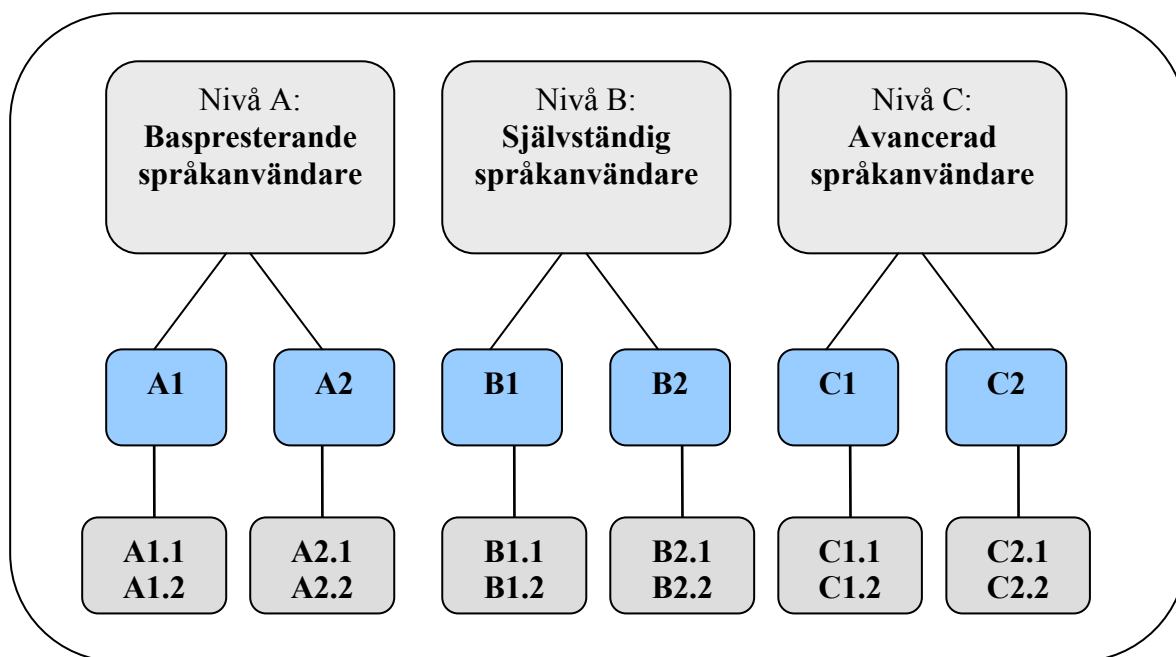 Nivå A:
Baspresterande
språkanvändare
Nivå B:
Självständig
språkanvändare
Nivå C:
Avancerad
språkanvändare
A1
A2
B1
B2
C1
C2
A1.1
A1.2
A2.1
A2.2
B1.1
B1.2
B2.1
B2.2
C1.1
C1.2
C2.1
C2.2